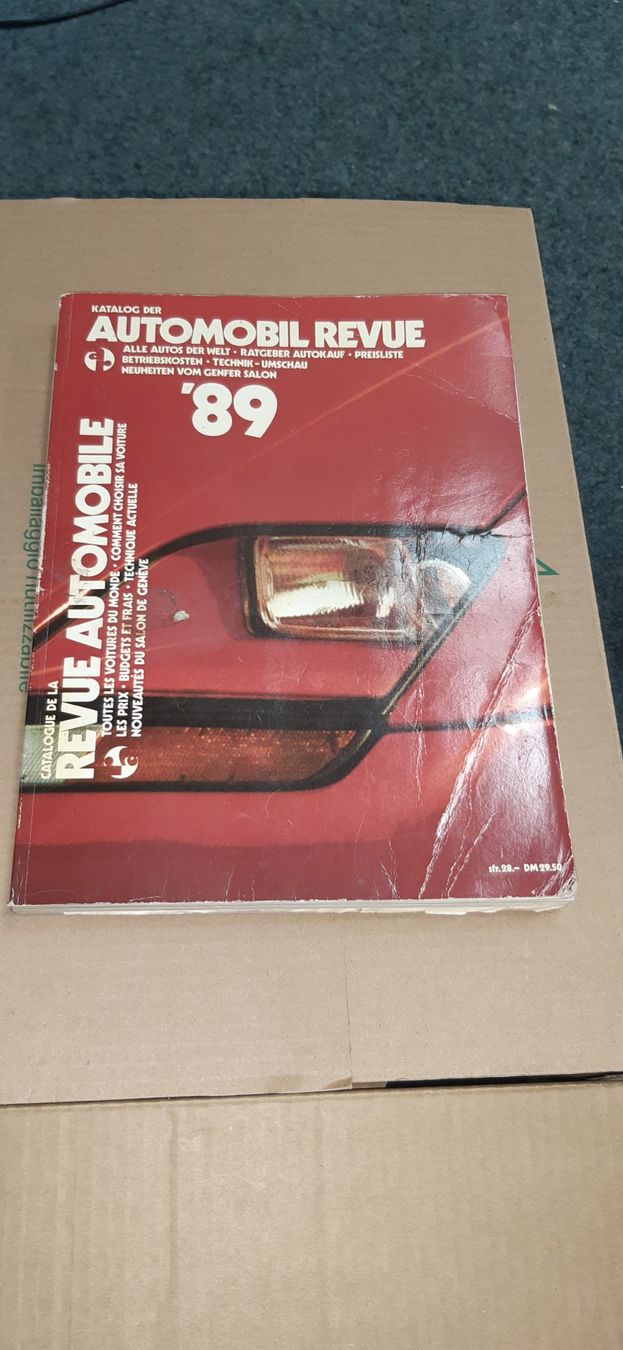 KATALOG DER
AUTOMOBIL REVUE
ALLE AUTOS DER WELT • RATGEBER AUTOKAUF • PREISLISTE
BETRIEBSKOSTEN • TECHNIK-UMSCHAU
NEUHEITEN VOM GENFER SALON
'89
CATALOGUE DE LA
REVUE AUTOMOBILE
TOUTES LES VOITURES DU MONDE • COMMENT CHOISIR SA VOITURE
LES PRIX • BUDGETS ET FRAIS • TECHNIQUE ACTUELLE
NOUVEAUTÉS DU SALON DE GENÈVE
sfr.28.– DM 29.50
Imballaggio riutilizzabile